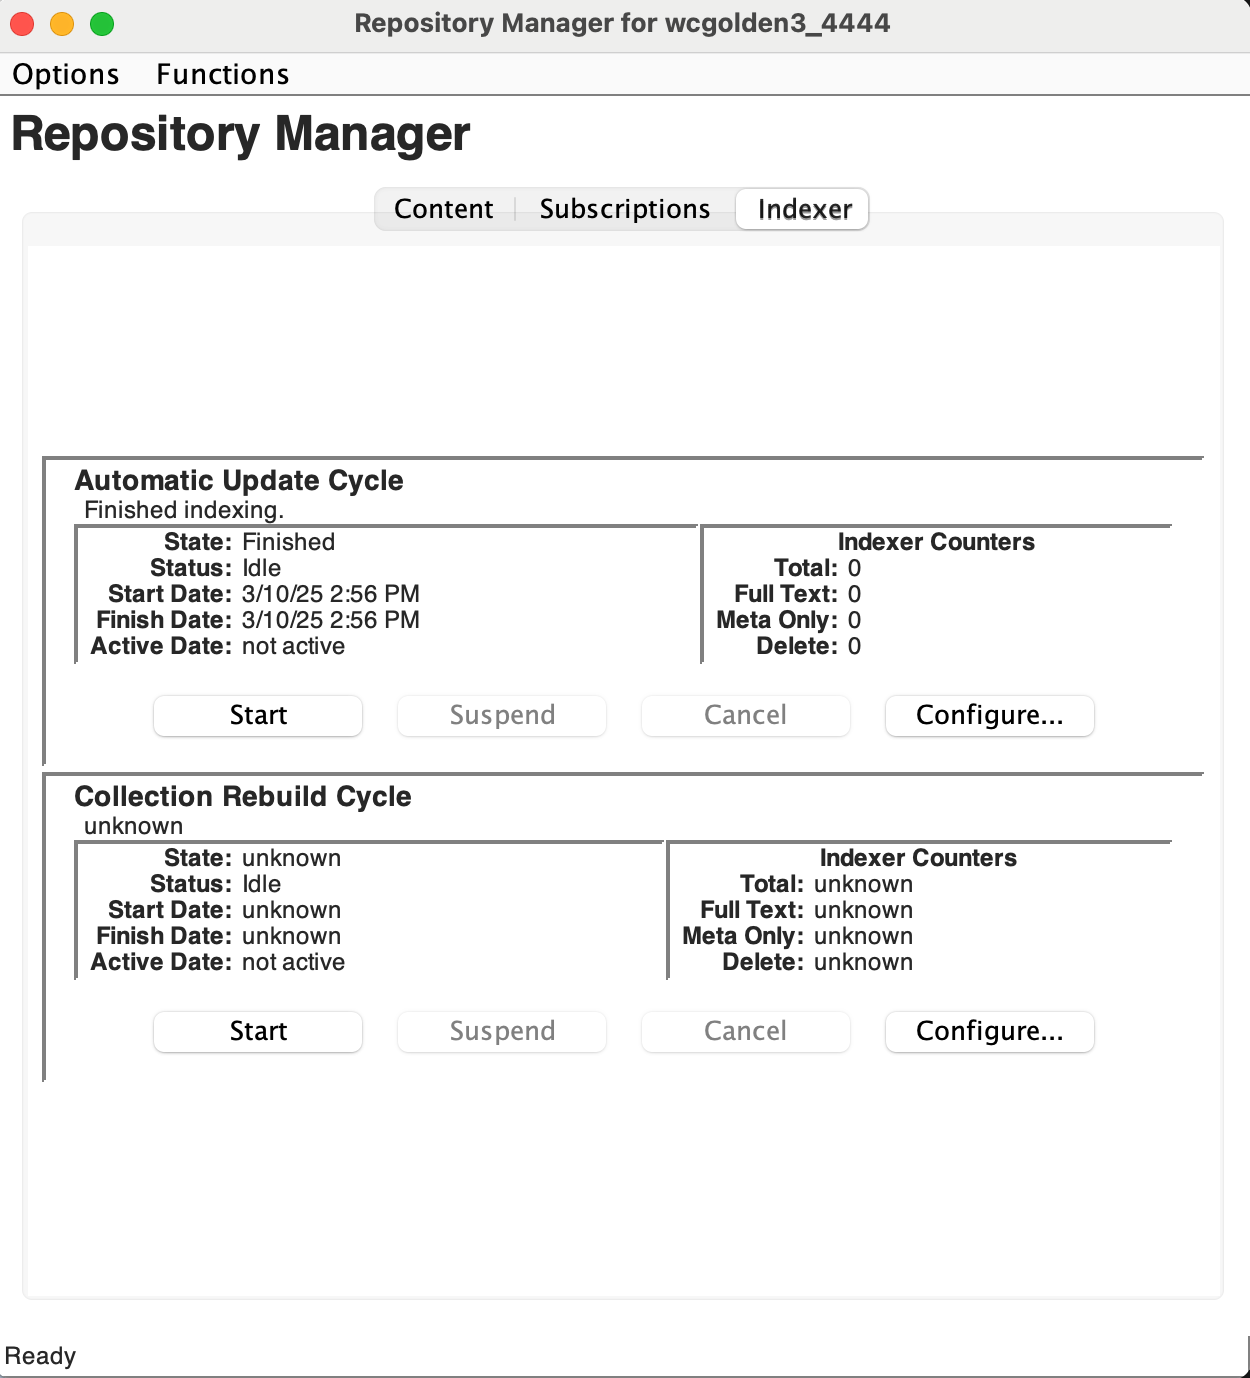 Repository Manager for wcgolden3_4444
Options Functions
Repository Manager
Content Subscriptions Indexer
Automatic Update Cycle
Finished indexing.
State: Finished
Status: Idle
Start Date: 3/10/25 2:56 PM
Finish Date: 3/10/25 2:56 PM
Active Date: not active
Indexer Counters
Total: 0
Full Text: 0
Meta Only: 0
Delete: 0
Start Suspend Cancel Configure...
Collection Rebuild Cycle
unknown
State: unknown
Status: Idle
Start Date: unknown
Finish Date: unknown
Active Date: not active
Indexer Counters
Total: unknown
Full Text: unknown
Meta Only: unknown
Delete: unknown
Start Suspend Cancel Configure...
Ready